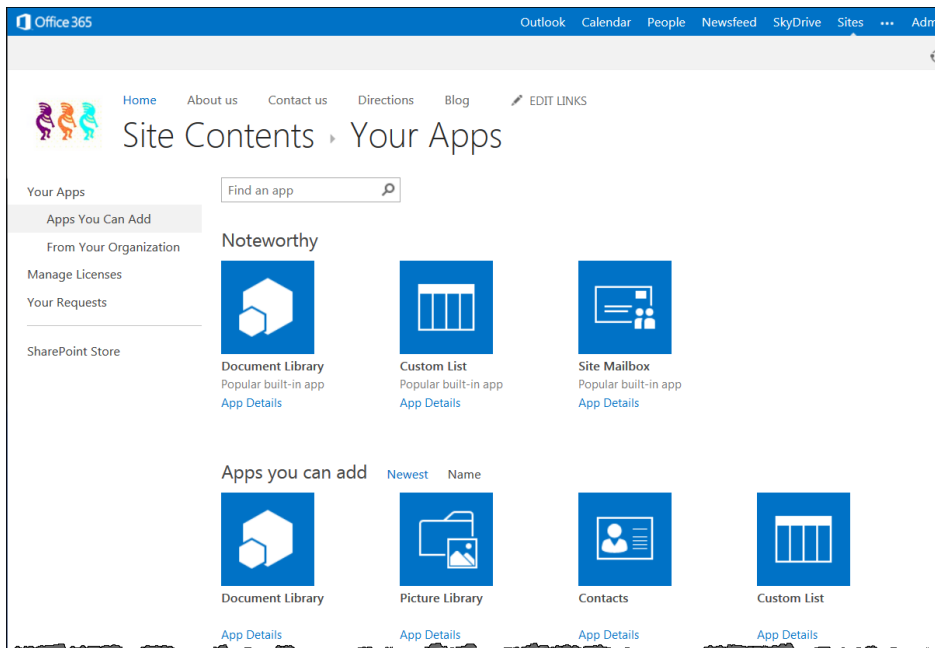 Office 365
Outlook Calendar People Newsfeed SkyDrive Sites ...
Home About us Contact us Directions Blog EDIT LINKS
Site Contents Your Apps
Your Apps
Apps You Can Add
From Your Organization
Manage Licenses
Your Requests
SharePoint Store
Find an app
Noteworthy
Document Library Custom List Site Mailbox
Popular built-in app Popular built-in app Popular built-in app
App Details App Details App Details
Apps you can add Newest Name
Document Library Picture Library Contacts Custom List
App Details App Details App Details App Details